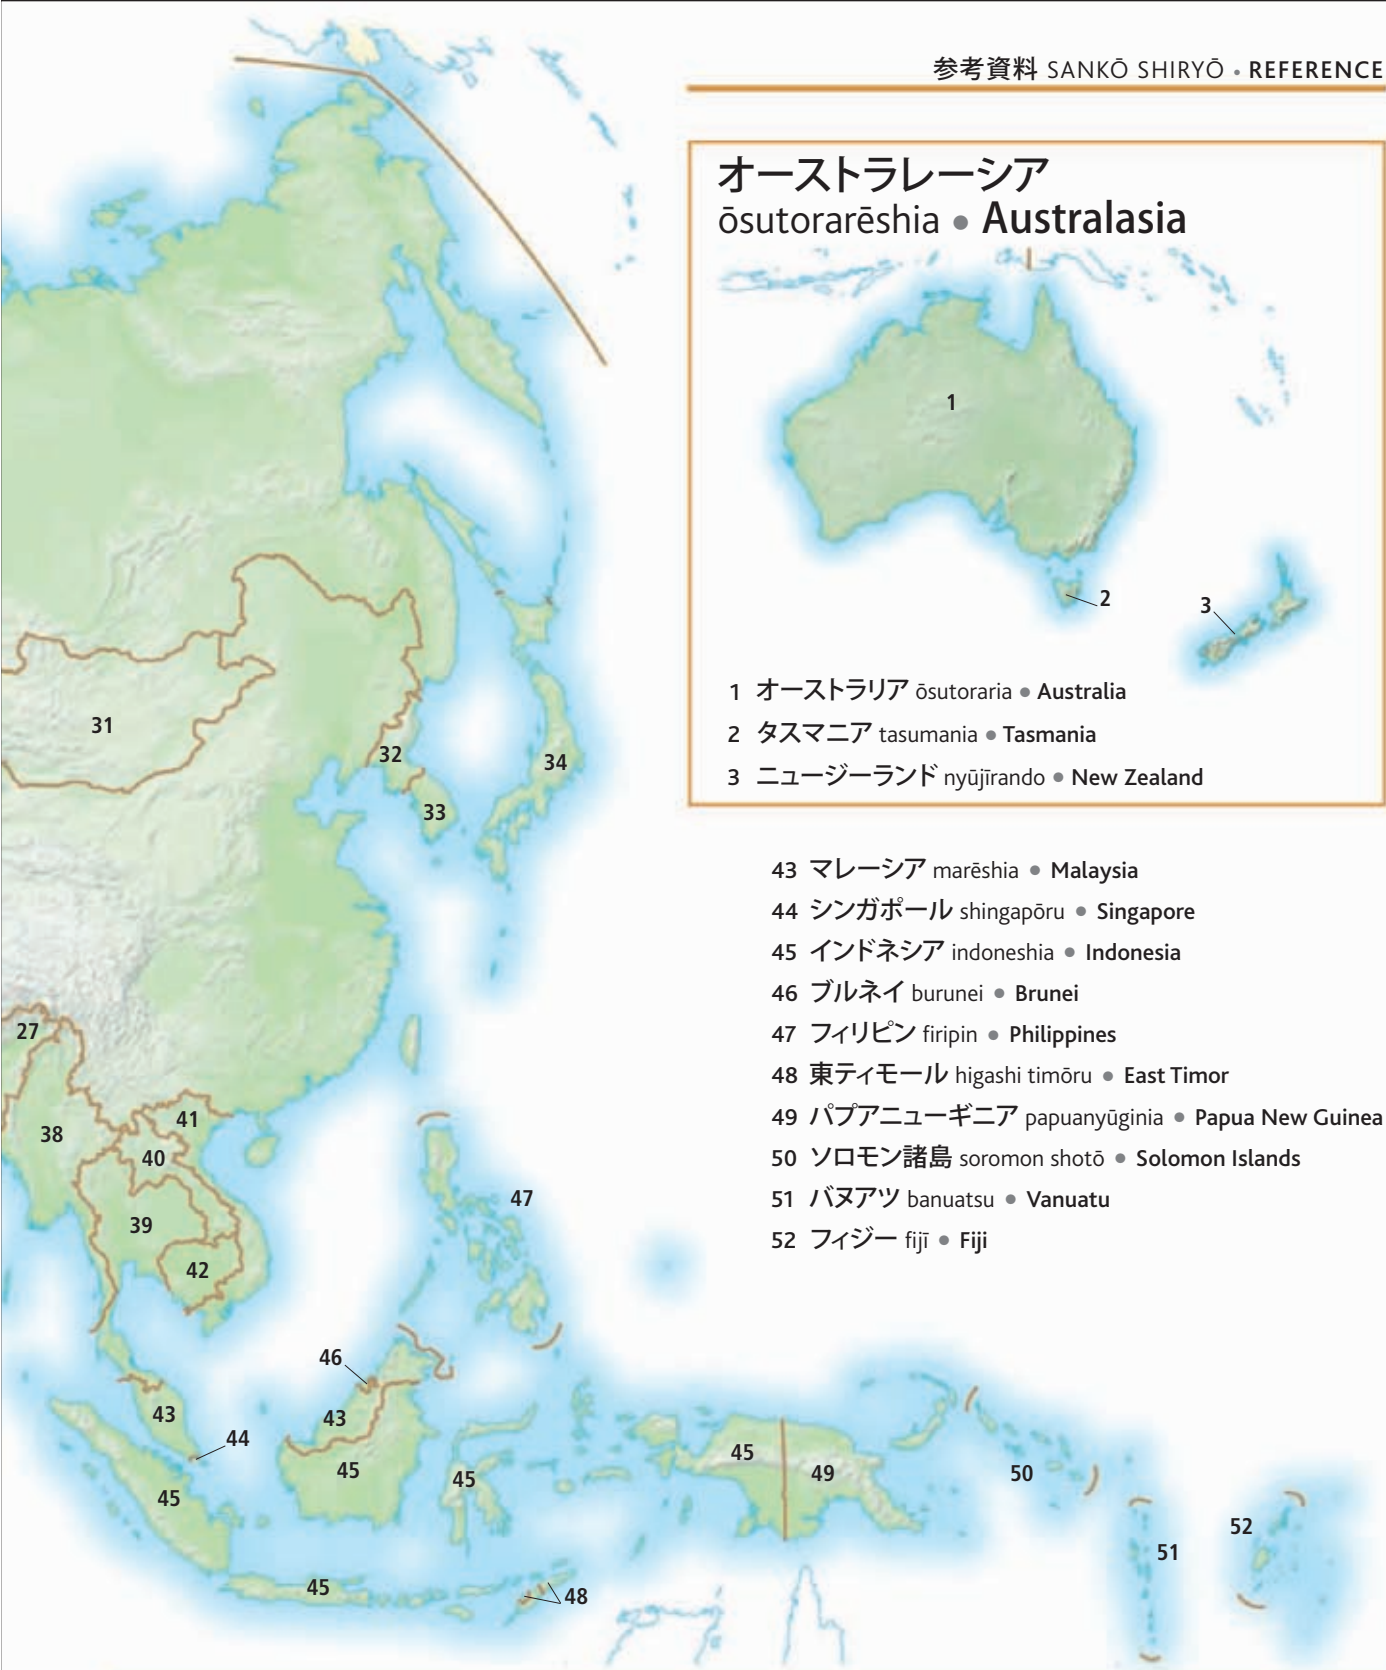 参考資料 SANKŌ SHIRYŌ • REFERENCE
オーストラレーシア
ōsutorarēshia ● Australasia
1
2
3
1 オーストラリア ōsutoraria ● Australia
2 タスマニア tasumania ● Tasmania
3 ニュージーランド nyūjīrando ● New Zealand
31
32
34
33
43 マレーシア marēshia ● Malaysia
44 シンガポール shingapōru ● Singapore
45 インドネシア indoneshia ● Indonesia
46 ブルネイ burunei ● Brunei
47 フィリピン firipin ● Philippines
48 東ティモール higashi timōru ● East Timor
49 パプアニューギニア papuanyūginia ● Papua New Guinea
50 ソロモン諸島 soromon shotō ● Solomon Islands
51 バヌアツ banuatsu ● Vanuatu
52 フィジー fijī ● Fiji
27
41
38
40
47
39
42
46
43
43
44
45
45
45
45
49
50
52
51
45
48